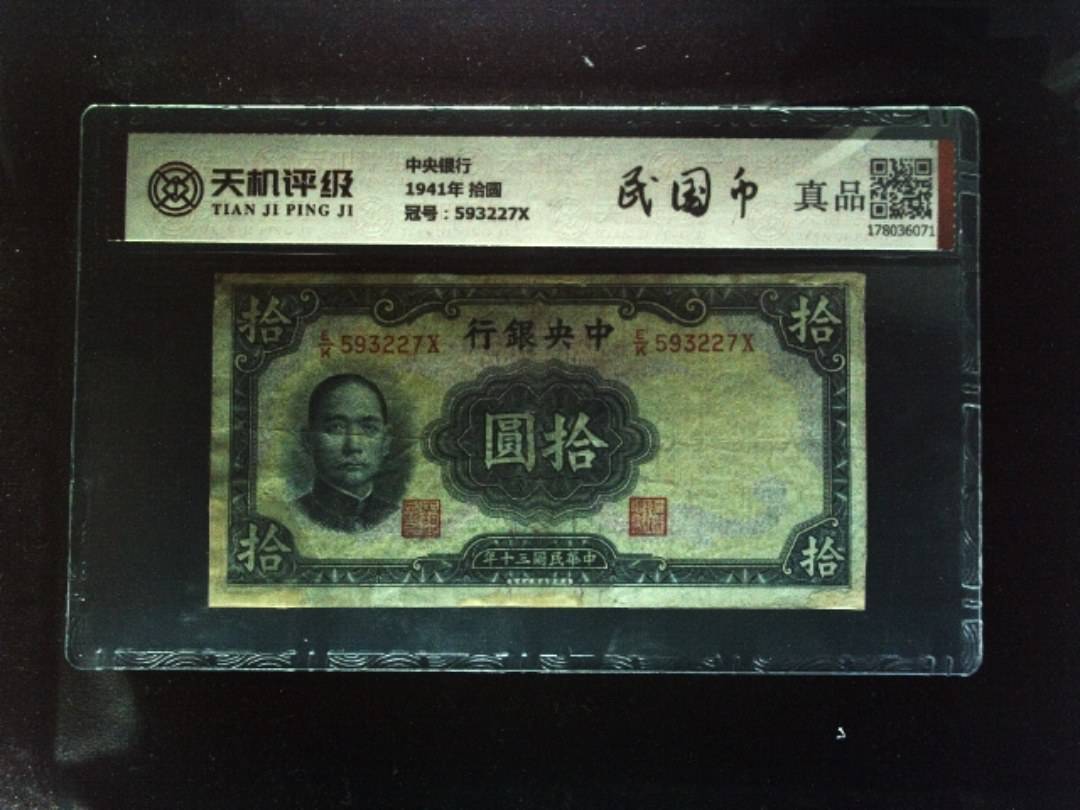 天机评级
TIAN JI PING JI
中央银行
1941年 拾圓
冠号：593227X
民国币
真品
178036071
拾
拾
行銀央中
E/K 593227X
E/K 593227X
圓拾
拾
拾
年十三國民華中